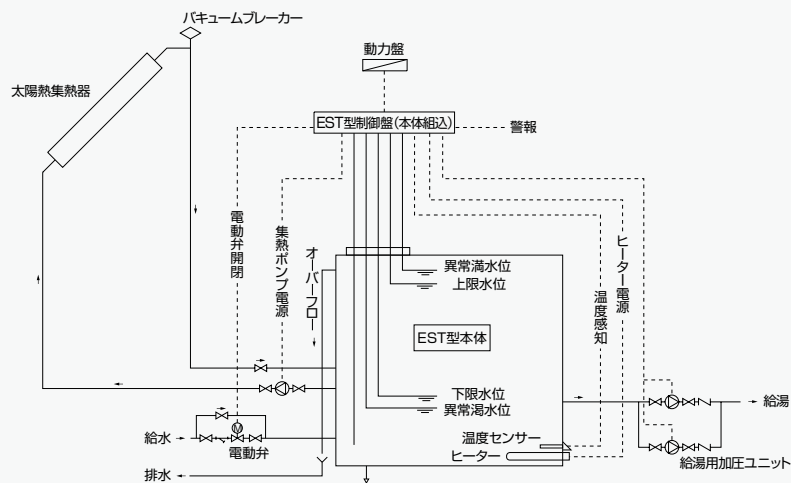 バキュームブレーカー
動力盤
太陽熱集熱器
EST型制御盤(本体組込)
警報
電動弁開閉
集熱ポンプ電源
オーバーフロー
異常満水位
上限水位
EST型本体
温度感知
ヒーター電源
下限水位
異常渇水位
給湯
給水
M
電動弁
温度センサー
ヒーター
給湯用加圧ユニット
排水